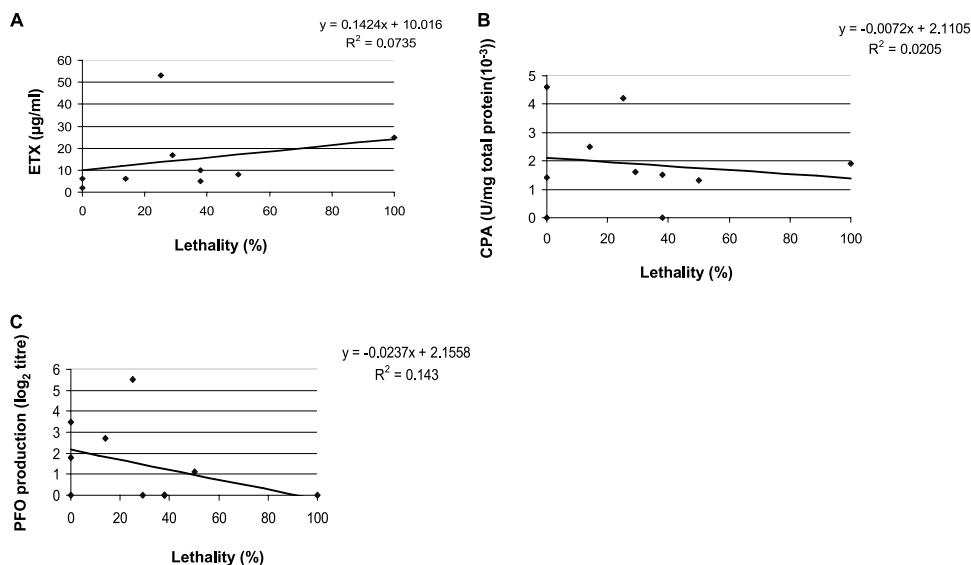 A
y = 0.1424x + 10.016
R² = 0.0735
60
50
40
30
20
10
0
ETX (µg/ml)
0 20 40 60 80 100
Lethality (%)
B
y = -0.0072x + 2.1105
R² = 0.0205
5
4
3
2
1
0
CPA (U/mg total protein(10⁻³))
0 20 40 60 80 100
Lethality (%)
C
y = -0.0237x + 2.1558
R² = 0.143
6
5
4
3
2
1
0
PFO production (log₂ titre)
0 20 40 60 80 100
Lethality (%)